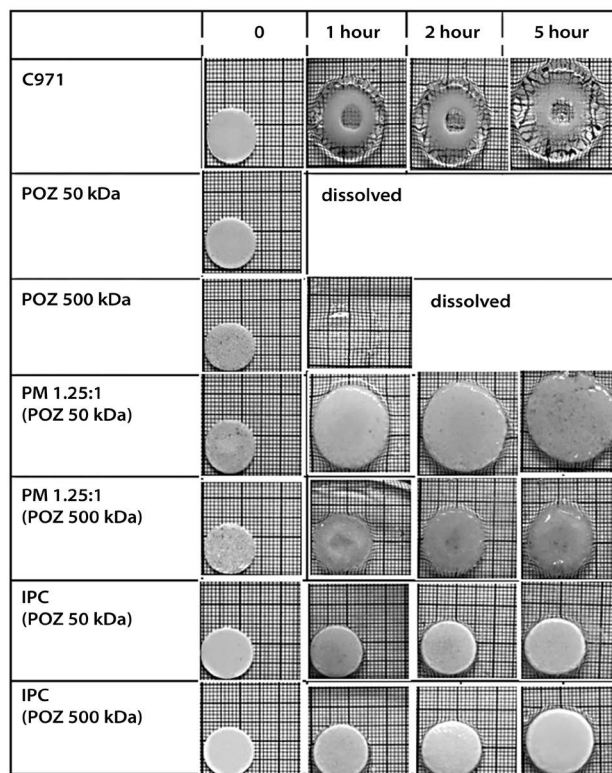 0 1 hour 2 hour 5 hour
C971
POZ 50 kDa dissolved
POZ 500 kDa dissolved
PM 1.25:1
(POZ 50 kDa)
PM 1.25:1
(POZ 500 kDa)
IPC
(POZ 50 kDa)
IPC
(POZ 500 kDa)